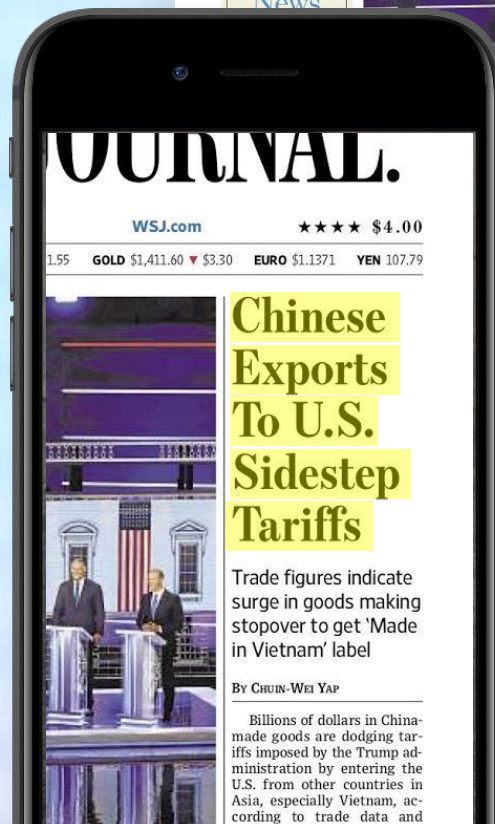 News
JOURNAL.
WSJ.com ★★★★ $4.00
1.55 GOLD $1,411.60 ▼ $3.30 EURO $1.1371 YEN 107.79
Chinese
Exports
To U.S.
Sidestep
Tariffs
Trade figures indicate
surge in goods making
stopover to get ‘Made
in Vietnam’ label
BY CHUIN-WEI YAP
Billions of dollars in China-
made goods are dodging tar-
iffs imposed by the Trump ad-
ministration by entering the
U.S. from other countries in
Asia, especially Vietnam, ac-
cording to trade data and